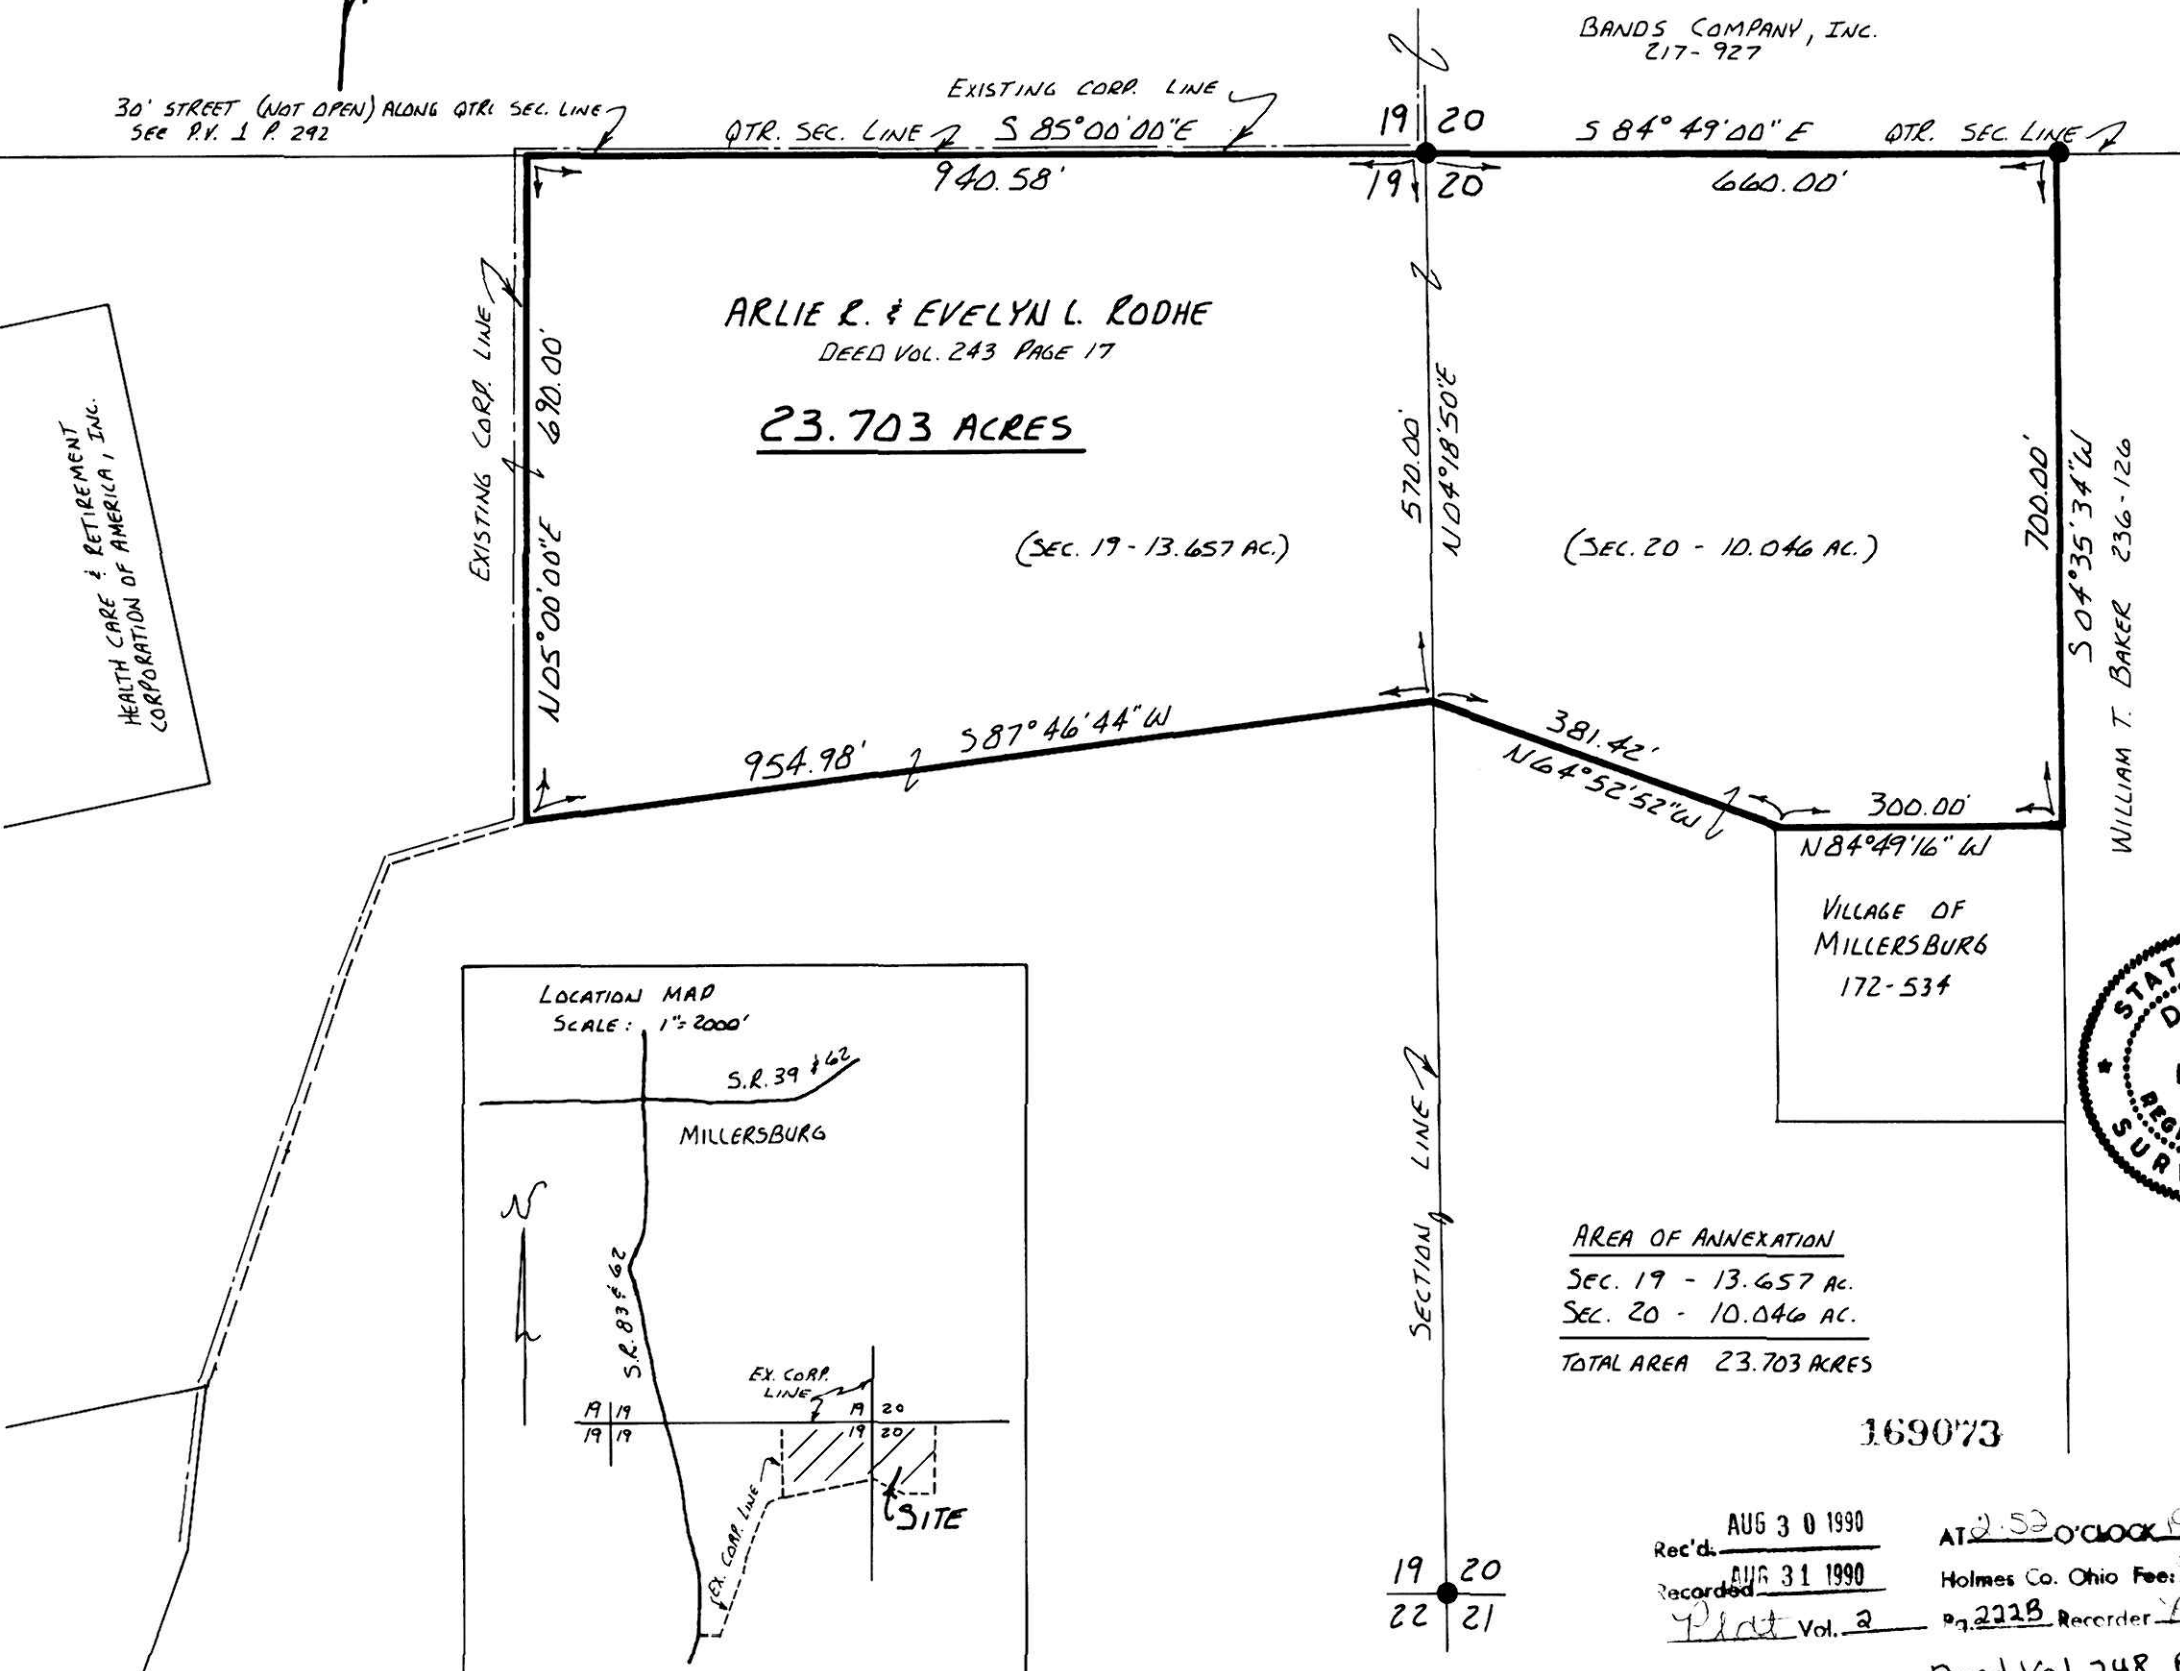 BANDS COMPANY, INC.
217-927
30' STREET (NOT OPEN) ALONG QTR. SEC. LINE
SEE P.V. 1 P. 292
EXISTING CORP. LINE
QTR. SEC. LINE
S 85°00'00"E
19 20
S 84°49'00" E
QTR. SEC. LINE
940.58'
19 20
660.00'
ARLIE R. & EVELYN L. RODHE
DEED VOL. 243 PAGE 17
23.703 ACRES
(SEC. 19 - 13.657 AC.)
(SEC. 20 - 10.046 AC.)
EXISTING CORP. LINE
N05°00'00"E
690.00'
570.00'
N04°18'50"E
700.00'
S04°35'34"W
WILLIAM T. BAKER 236-126
HEALTH CARE & RETIREMENT
CORPORATION OF AMERICA, INC.
954.98'
S87°46'44"W
381.42'
N64°52'52"W
300.00'
N84°49'16"W
VILLAGE OF
MILLERSBURG
172-534
LOCATION MAP
SCALE: 1"=2000'
S.R. 39 & 62
MILLERSBURG
N
S.R. 83 & 62
EX. CORP.
LINE
19 19
19 20
19 19
19 20
EX. CORP. LINE
SITE
SECTION LINE
AREA OF ANNEXATION
SEC. 19 - 13.657 AC.
SEC. 20 - 10.046 AC.
TOTAL AREA 23.703 ACRES
169073
19 20
22 21
Rec'd. AUG 30 1990 AT 2:52 O'CLOCK
Recorded AUG 31 1990 Holmes Co. Ohio Fee:
Plat Vol. 2 Pg. 222B Recorder
Vol 248